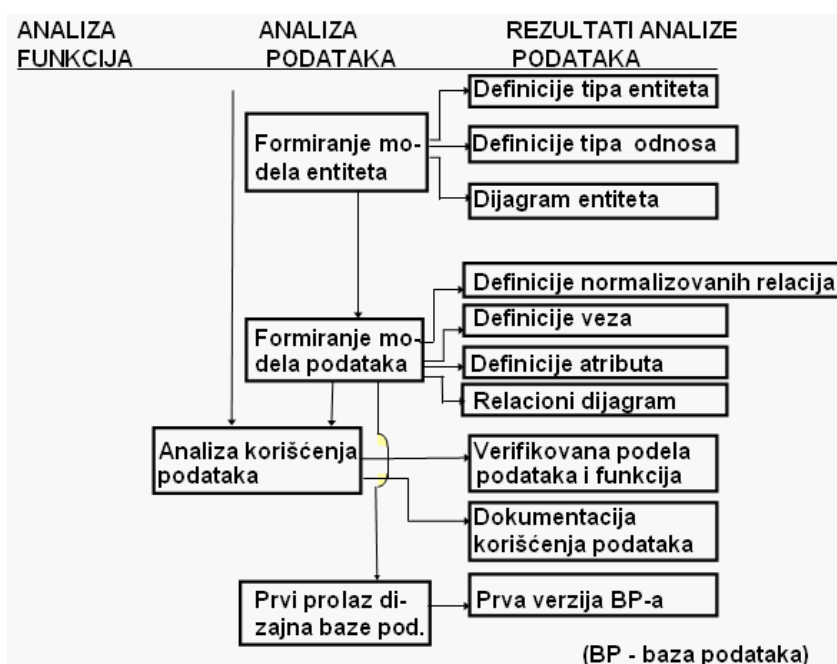 ANALIZA
FUNKCIJA
ANALIZA
PODATAKA
REZULTATI ANALIZE
PODATAKA
Formiranje mo-
dela entiteta
Definicije tipa entiteta
Definicije tipa odnosa
Dijagram entiteta
Formiranje mo-
dela podataka
Definicije normalizovanih relacija
Definicije veza
Definicije atributa
Relacioni dijagram
Analiza korišćenja
podataka
Verifikovana podela
podataka i funkcija
Dokumentacija
korišćenja podataka
Prvi prolaz di-
zajna baze pod.
Prva verzija BP-a
(BP - baza podataka)